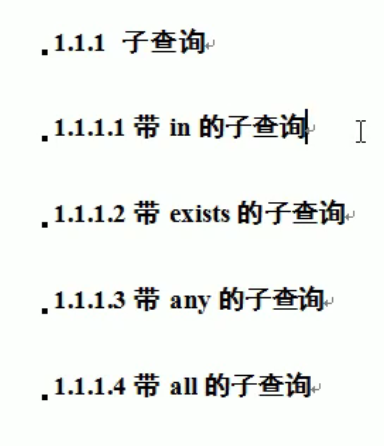 1.1.1 子查询
1.1.1.1 带 in 的子查询
1.1.1.2 带 exists 的子查询
1.1.1.3 带 any 的子查询
1.1.1.4 带 all 的子查询